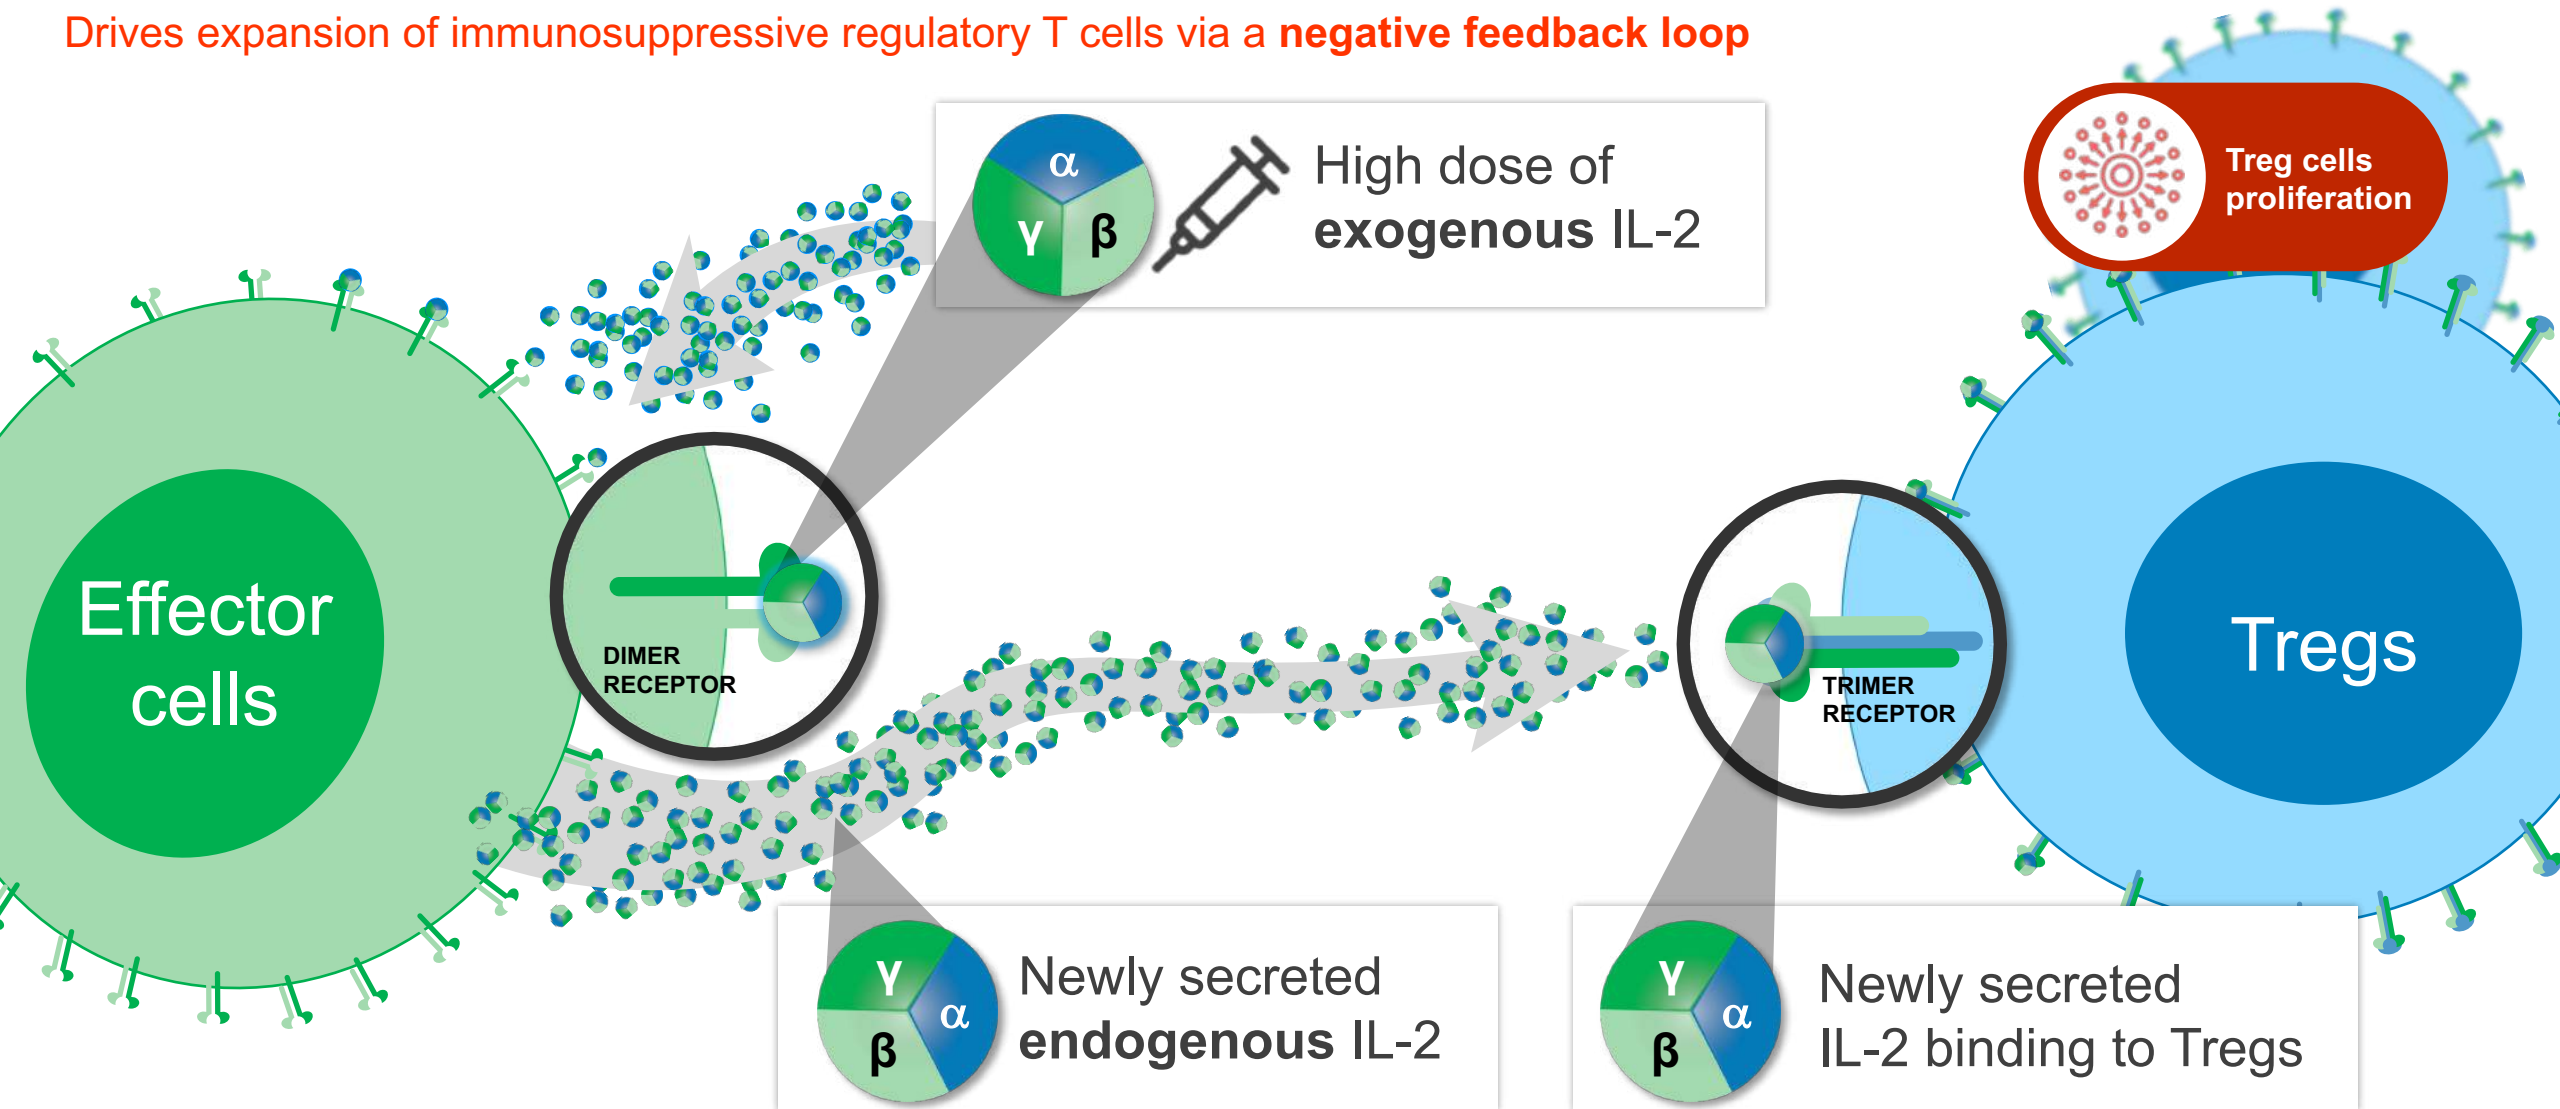 Drives expansion of immunosuppressive regulatory T cells via a negative feedback loop
α
γ
β
High dose of
exogenous IL-2
Treg cells
proliferation
Effector
cells
DIMER
RECEPTOR
TRIMER
RECEPTOR
Tregs
γ
α
β
Newly secreted
endogenous IL-2
γ
α
β
Newly secreted
IL-2 binding to Tregs